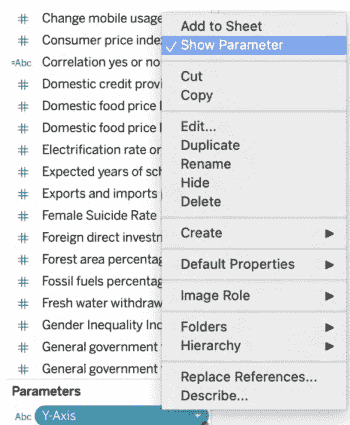 Change mobile usage
Consumer price inde
=Abc Correlation yes or no
Domestic credit provi
Domestic food price
Domestic food price
Electrification rate or
Expected years of sc
Exports and imports
Female Suicide Rate
Foreign direct investn
Forest area percentag
Fossil fuels percentag
Fresh water withdraw
Gender Inequality Ind
General government
General government
Parameters
Abc Y-Axis
Add to Sheet
✓ Show Parameter
Cut
Copy
Edit...
Duplicate
Rename
Hide
Delete
Create
Default Properties
Image Role
Folders
Hierarchy
Replace References...
Describe...